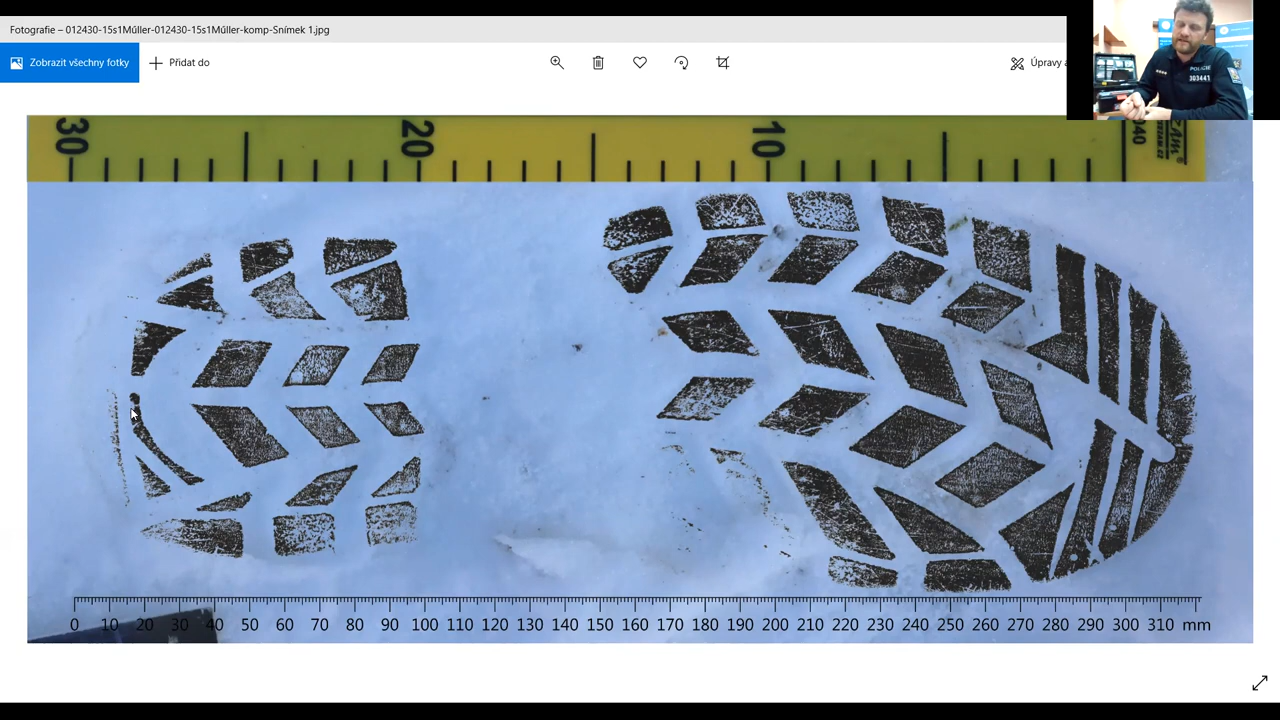 Fotografie – 012430-15s1Müller-012430-15s1Müller-komp-Snímek 1.jpg
Zobrazit všechny fotky
Přidat do
Úpravy a
POLICIE
303441
30
20
10
040
0 10 20 30 40 50 60 70 80 90 100 110 120 130 140 150 160 170 180 190 200 210 220 230 240 250 260 270 280 290 300 310 mm